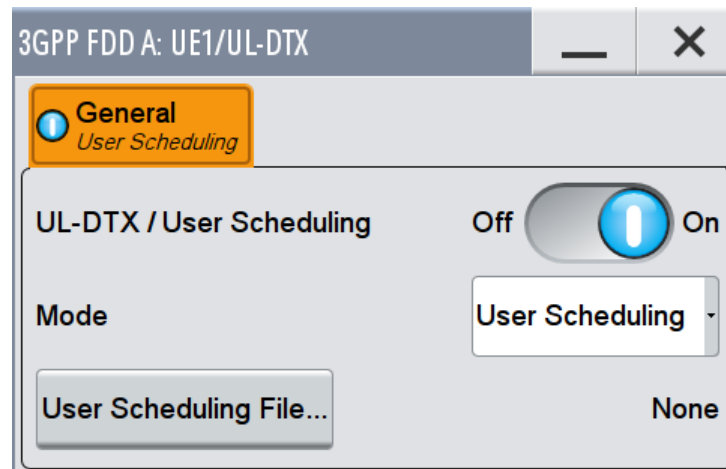 3GPP FDD A: UE1/UL-DTX
General
User Scheduling
UL-DTX / User Scheduling Off On
Mode User Scheduling
User Scheduling File... None